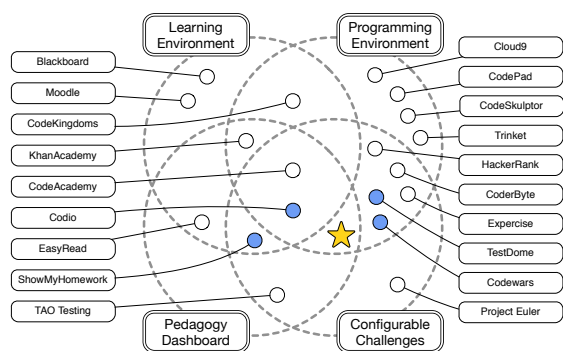 Learning
Environment
Programming
Environment
Blackboard
Moodle
CodeKingdoms
KhanAcademy
CodeAcademy
Codio
EasyRead
ShowMyHomework
TAO Testing
Cloud9
CodePad
CodeSkulptor
Trinket
HackerRank
CoderByte
Expercise
TestDome
Codewars
Project Euler
Pedagogy
Dashboard
Configurable
Challenges